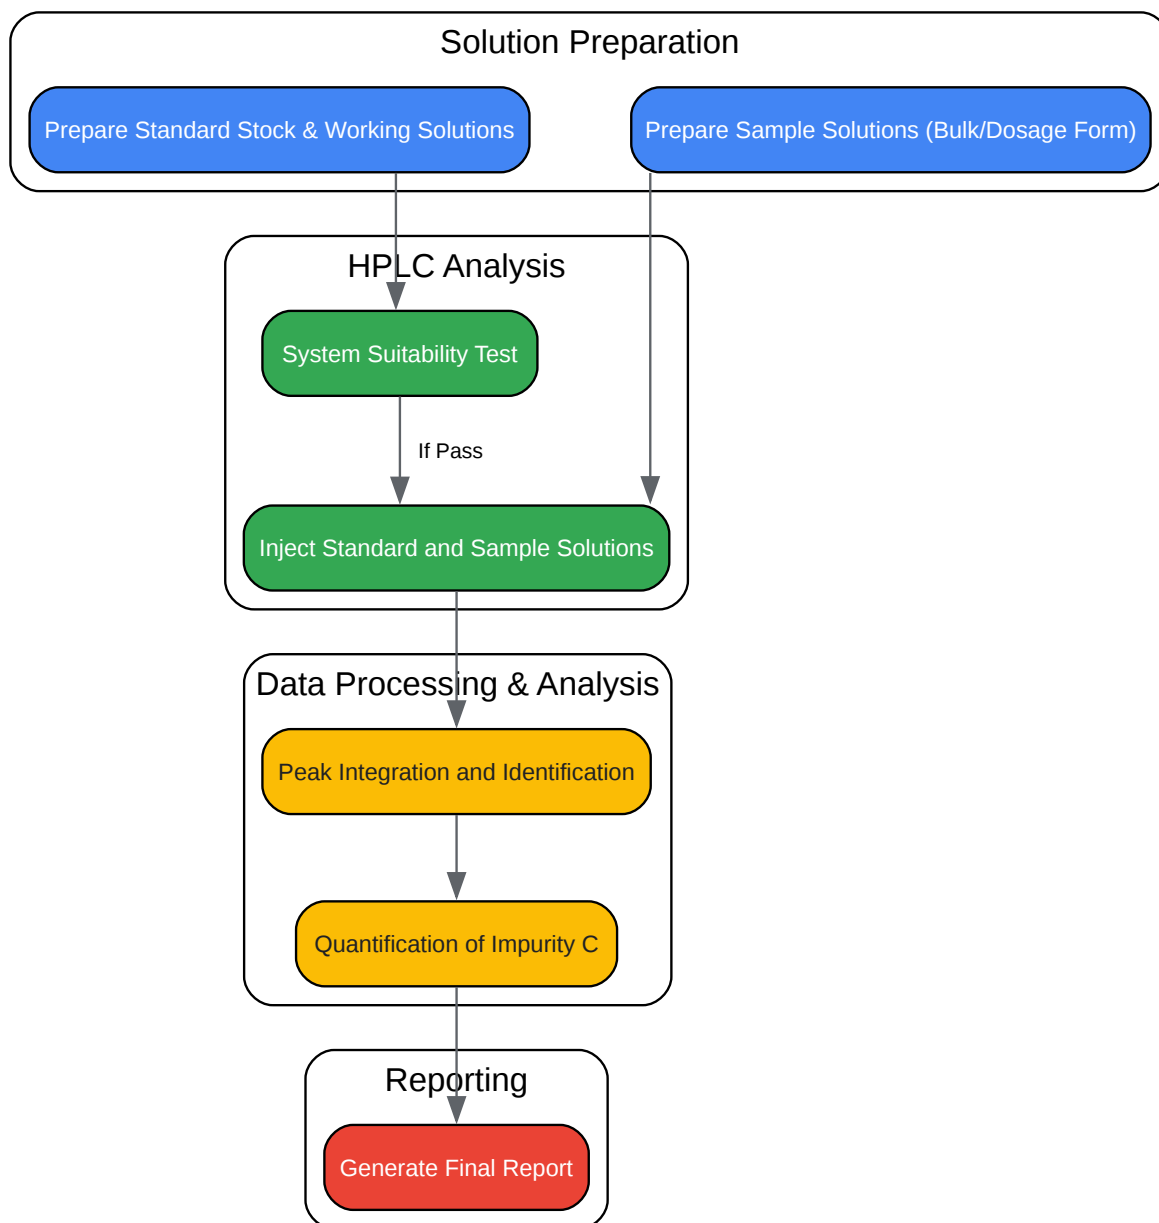 Solution Preparation
Prepare Standard Stock & Working Solutions
Prepare Sample Solutions (Bulk/Dosage Form)
HPLC Analysis
System Suitability Test
If Pass
Inject Standard and Sample Solutions
Data Processing & Analysis
Peak Integration and Identification
Quantification of Impurity C
Reporting
Generate Final Report